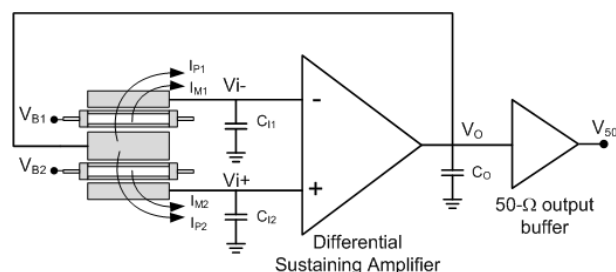 I_P1
I_M1
Vi-
V_B1
C_I1
-
V_O
V_50
V_B2
C_O
Vi+
+
I_M2
I_P2
C_I2
50-Ω output
buffer
Differential
Sustaining Amplifier